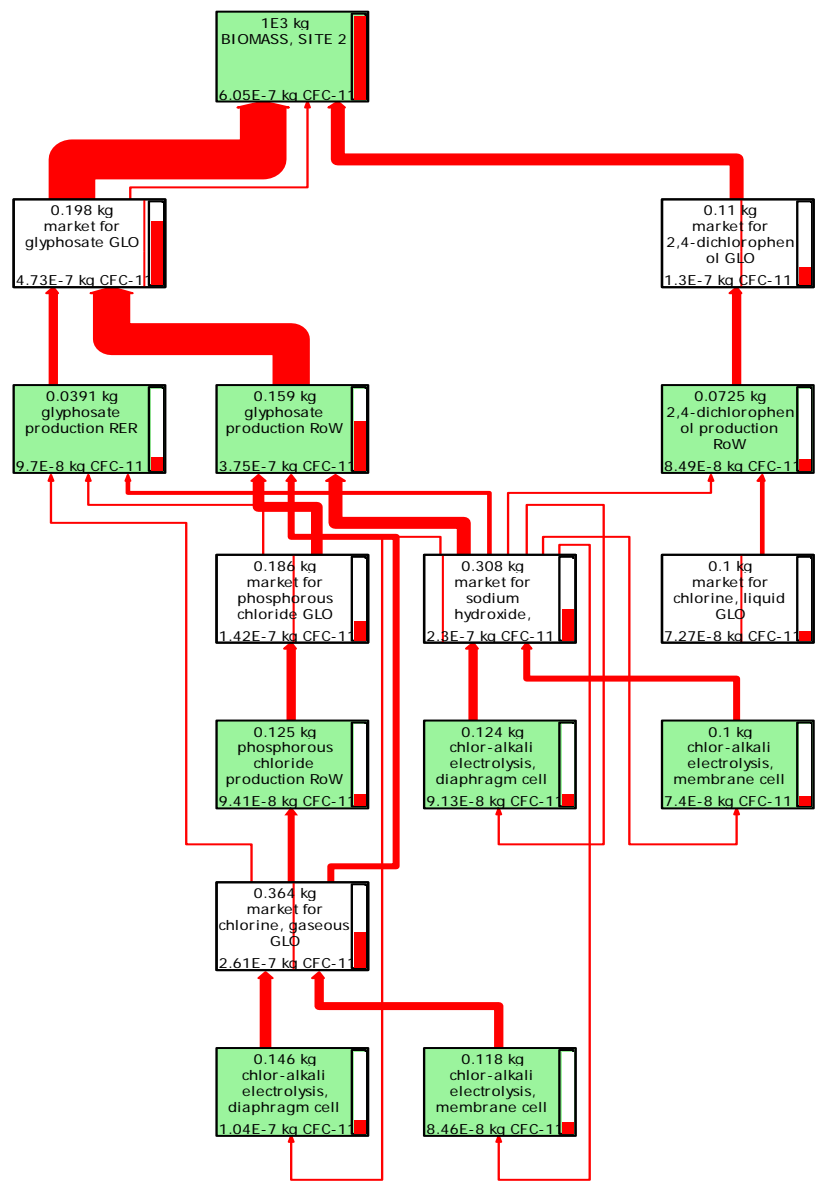 1E3 kg
BIOMASS, SITE 2
6.05E-7 kg CFC-11
0.198 kg
market for
glyphosate GLO
4.73E-7 kg CFC-11
0.11 kg
market for
2,4-dichlorophen
ol GLO
1.3E-7 kg CFC-11
0.0391 kg
glyphosate
production RER
9.7E-8 kg CFC-11
0.159 kg
glyphosate
production RoW
3.75E-7 kg CFC-11
0.0725 kg
2,4-dichlorophen
ol production
RoW
8.49E-8 kg CFC-11
0.186 kg
market for
phosphorous
chloride GLO
1.42E-7 kg CFC-11
0.308 kg
market for
sodium
hydroxide,
2.3E-7 kg CFC-11
0.1 kg
market for
chlorine, liquid
GLO
7.27E-8 kg CFC-11
0.125 kg
phosphorous
chloride
production RoW
9.41E-8 kg CFC-11
0.124 kg
chlor-alkali
electrolysis,
diaphragm cell
9.13E-8 kg CFC-11
0.1 kg
chlor-alkali
electrolysis,
membrane cell
7.4E-8 kg CFC-11
0.364 kg
market for
chlorine, gaseous
GLO
2.61E-7 kg CFC-11
0.146 kg
chlor-alkali
electrolysis,
diaphragm cell
1.04E-7 kg CFC-11
0.118 kg
chlor-alkali
electrolysis,
membrane cell
8.46E-8 kg CFC-11